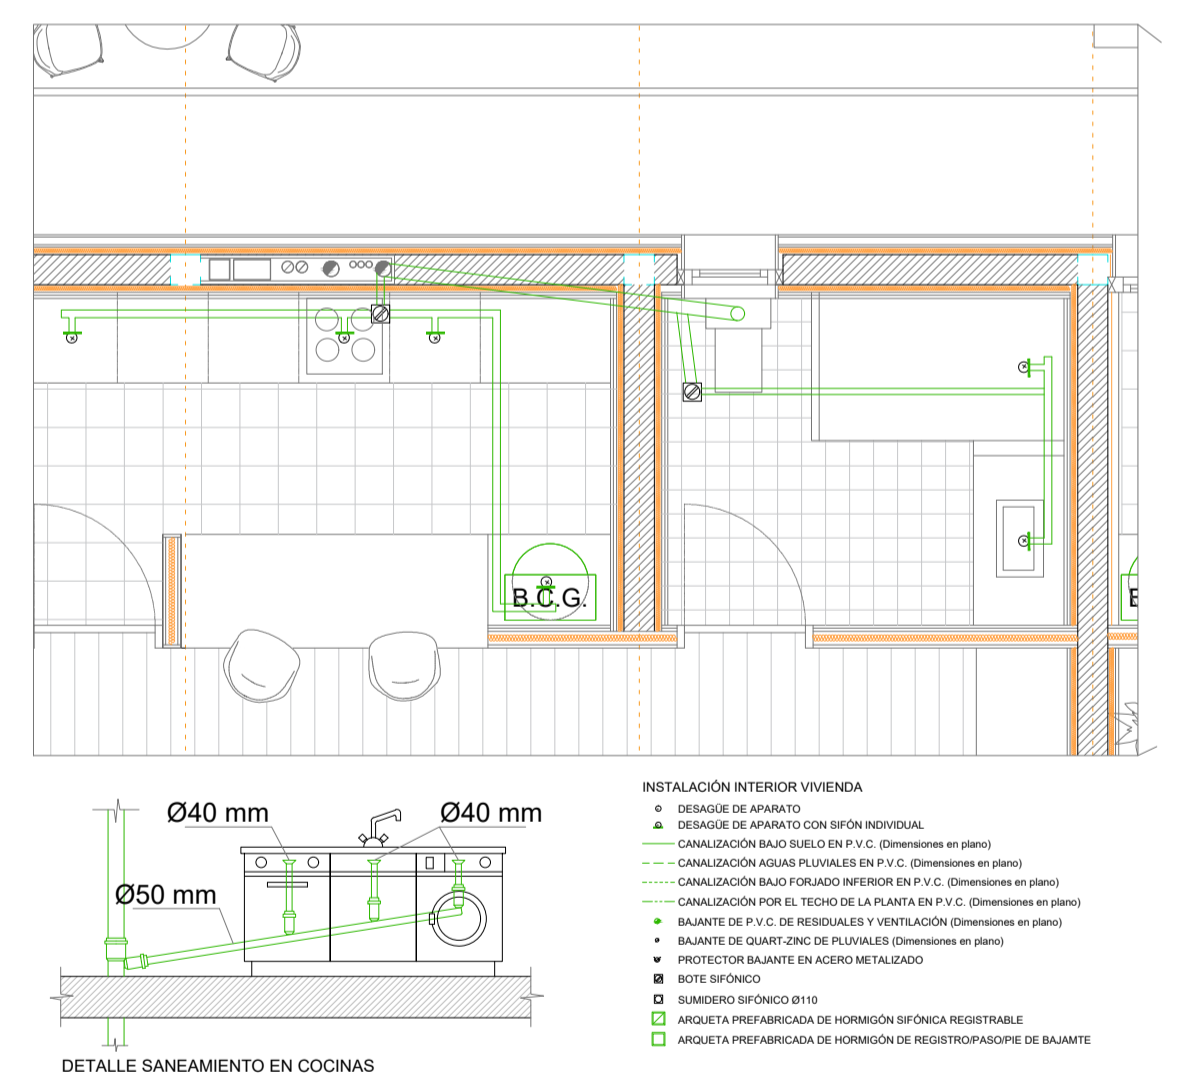 B.C.G.
Ø40 mm
Ø40 mm
Ø50 mm
DETALLE SANEAMIENTO EN COCINAS
INSTALACIÓN INTERIOR VIVIENDA
DESAGÜE DE APARATO
DESAGÜE DE APARATO CON SIFÓN INDIVIDUAL
CANALIZACIÓN BAJO SUELO EN P.V.C. (Dimensiones en plano)
CANALIZACIÓN AGUAS PLUVIALES EN P.V.C. (Dimensiones en plano)
CANALIZACIÓN BAJO FORJADO INFERIOR EN P.V.C. (Dimensiones en plano)
CANALIZACIÓN POR EL TECHO DE LA PLANTA EN P.V.C. (Dimensiones en plano)
BAJANTE DE P.V.C. DE RESIDUALES Y VENTILACIÓN (Dimensiones en plano)
BAJANTE DE QUART-ZINC DE PLUVIALES (Dimensiones en plano)
PROTECTOR BAJANTE EN ACERO METALIZADO
BOTE SIFÓNICO
SUMIDERO SIFÓNICO Ø110
ARQUETA PREFABRICADA DE HORMIGÓN SIFÓNICA REGISTRABLE
ARQUETA PREFABRICADA DE HORMIGÓN DE REGISTRO/PASO/PIE DE BAJAMTE